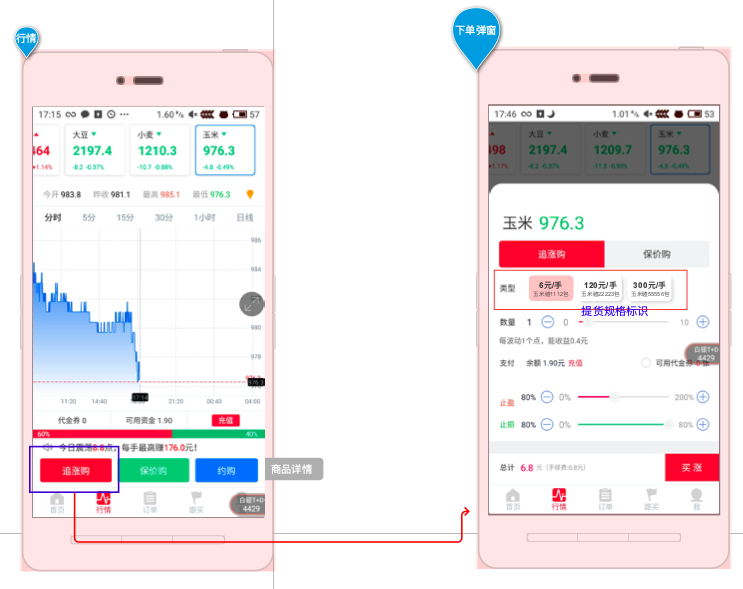 行情
17:15
1.60 K/s
57
大豆
小麦
玉米
464
2197.4
1210.3
976.3
+1.14%
-8.2 -0.37%
-10.7 -0.88%
-4.8 -0.49%
今开 983.8 昨收 981.1 最高 985.1 最低 976.3
分时 5分 15分 30分 1小时 日线
986
984
980
978
976.3
11:20 14:40 17:14 21:20 00:40 04:00
代金券 0 可用资金 1.90 充值
60% 40%
今日震荡8.8点，每手最高赚176.0元！
追涨购 保价购 约购
商品详情
首页 行情 订单 跟买
白银T+D
4429
下单弹窗
17:46
1.01 K/s
53
大豆
小麦
玉米
498
2197.4
1209.7
976.3
+1.17%
-8.2 -0.37%
-11.3 -0.93%
-4.8 -0.49%
玉米 976.3
追涨购 保价购
类型
6元/手 120元/手 300元/手
提货规格标识
数量 1 0 10
每波动1个点，能收益0.4元
支付 余额 1.90元 充值 可用代金券 0 张
白银T+D
4429
止盈 80% 0% 200%
止损 80% 0% 80%
总计 6.8 元 (手续费:0.8元)
买 涨
首页 行情 订单 跟买 我